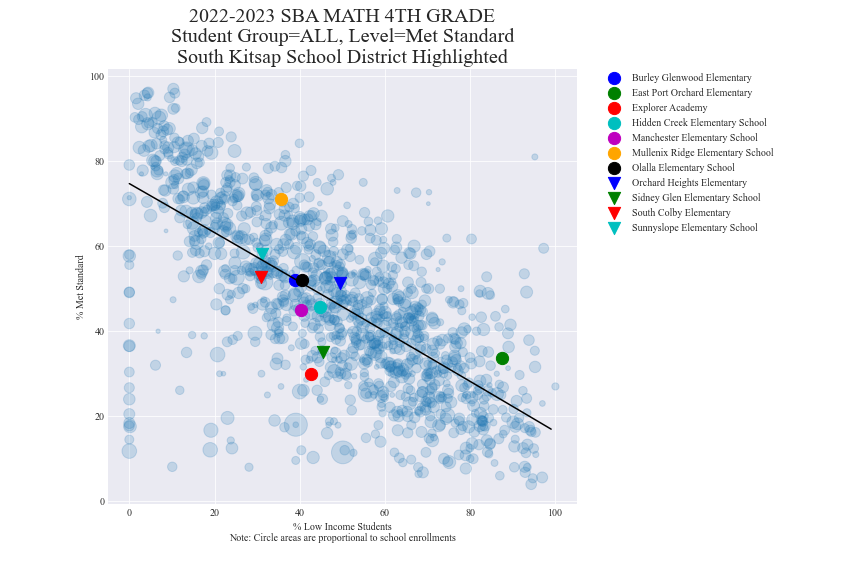 2022-2023 SBA MATH 4TH GRADE
Student Group=ALL, Level=Met Standard
South Kitsap School District Highlighted
100
80
60
40
20
0
% Met Standard
0 20 40 60 80 100
% Low Income Students
Note: Circle areas are proportional to school enrollments
Burley Glenwood Elementary
East Port Orchard Elementary
Explorer Academy
Hidden Creek Elementary School
Manchester Elementary School
Mullenix Ridge Elementary School
Olalla Elementary School
Orchard Heights Elementary
Sidney Glen Elementary School
South Colby Elementary
Sunnyslope Elementary School